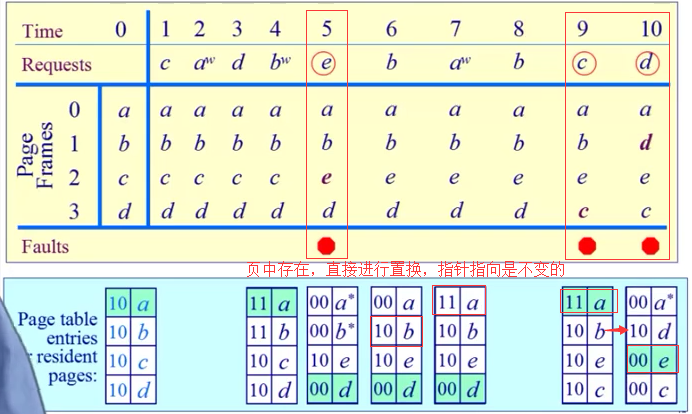 Time 0 1 2 3 4 5 6 7 8 9 10
Requests c aʷ d bʷ e b aʷ b c d
Page Frames
0 a a a a a a a a a a a
1 b b b b b b b b b b d
2 c c c c c e e e e e e
3 d d d d d d d d d c c
Faults
页中存在，直接进行置换，指针指向是不变的
Page table entries resident pages:
10 a 11 a 00 a* 00 a 11 a 11 a 00 a*
10 b 11 b 00 b* 10 b 10 b 10 b 10 d
10 c 10 c 10 e 10 e 10 e 10 e 00 e
10 d 10 d 00 d 00 d 00 d 10 c 00 c